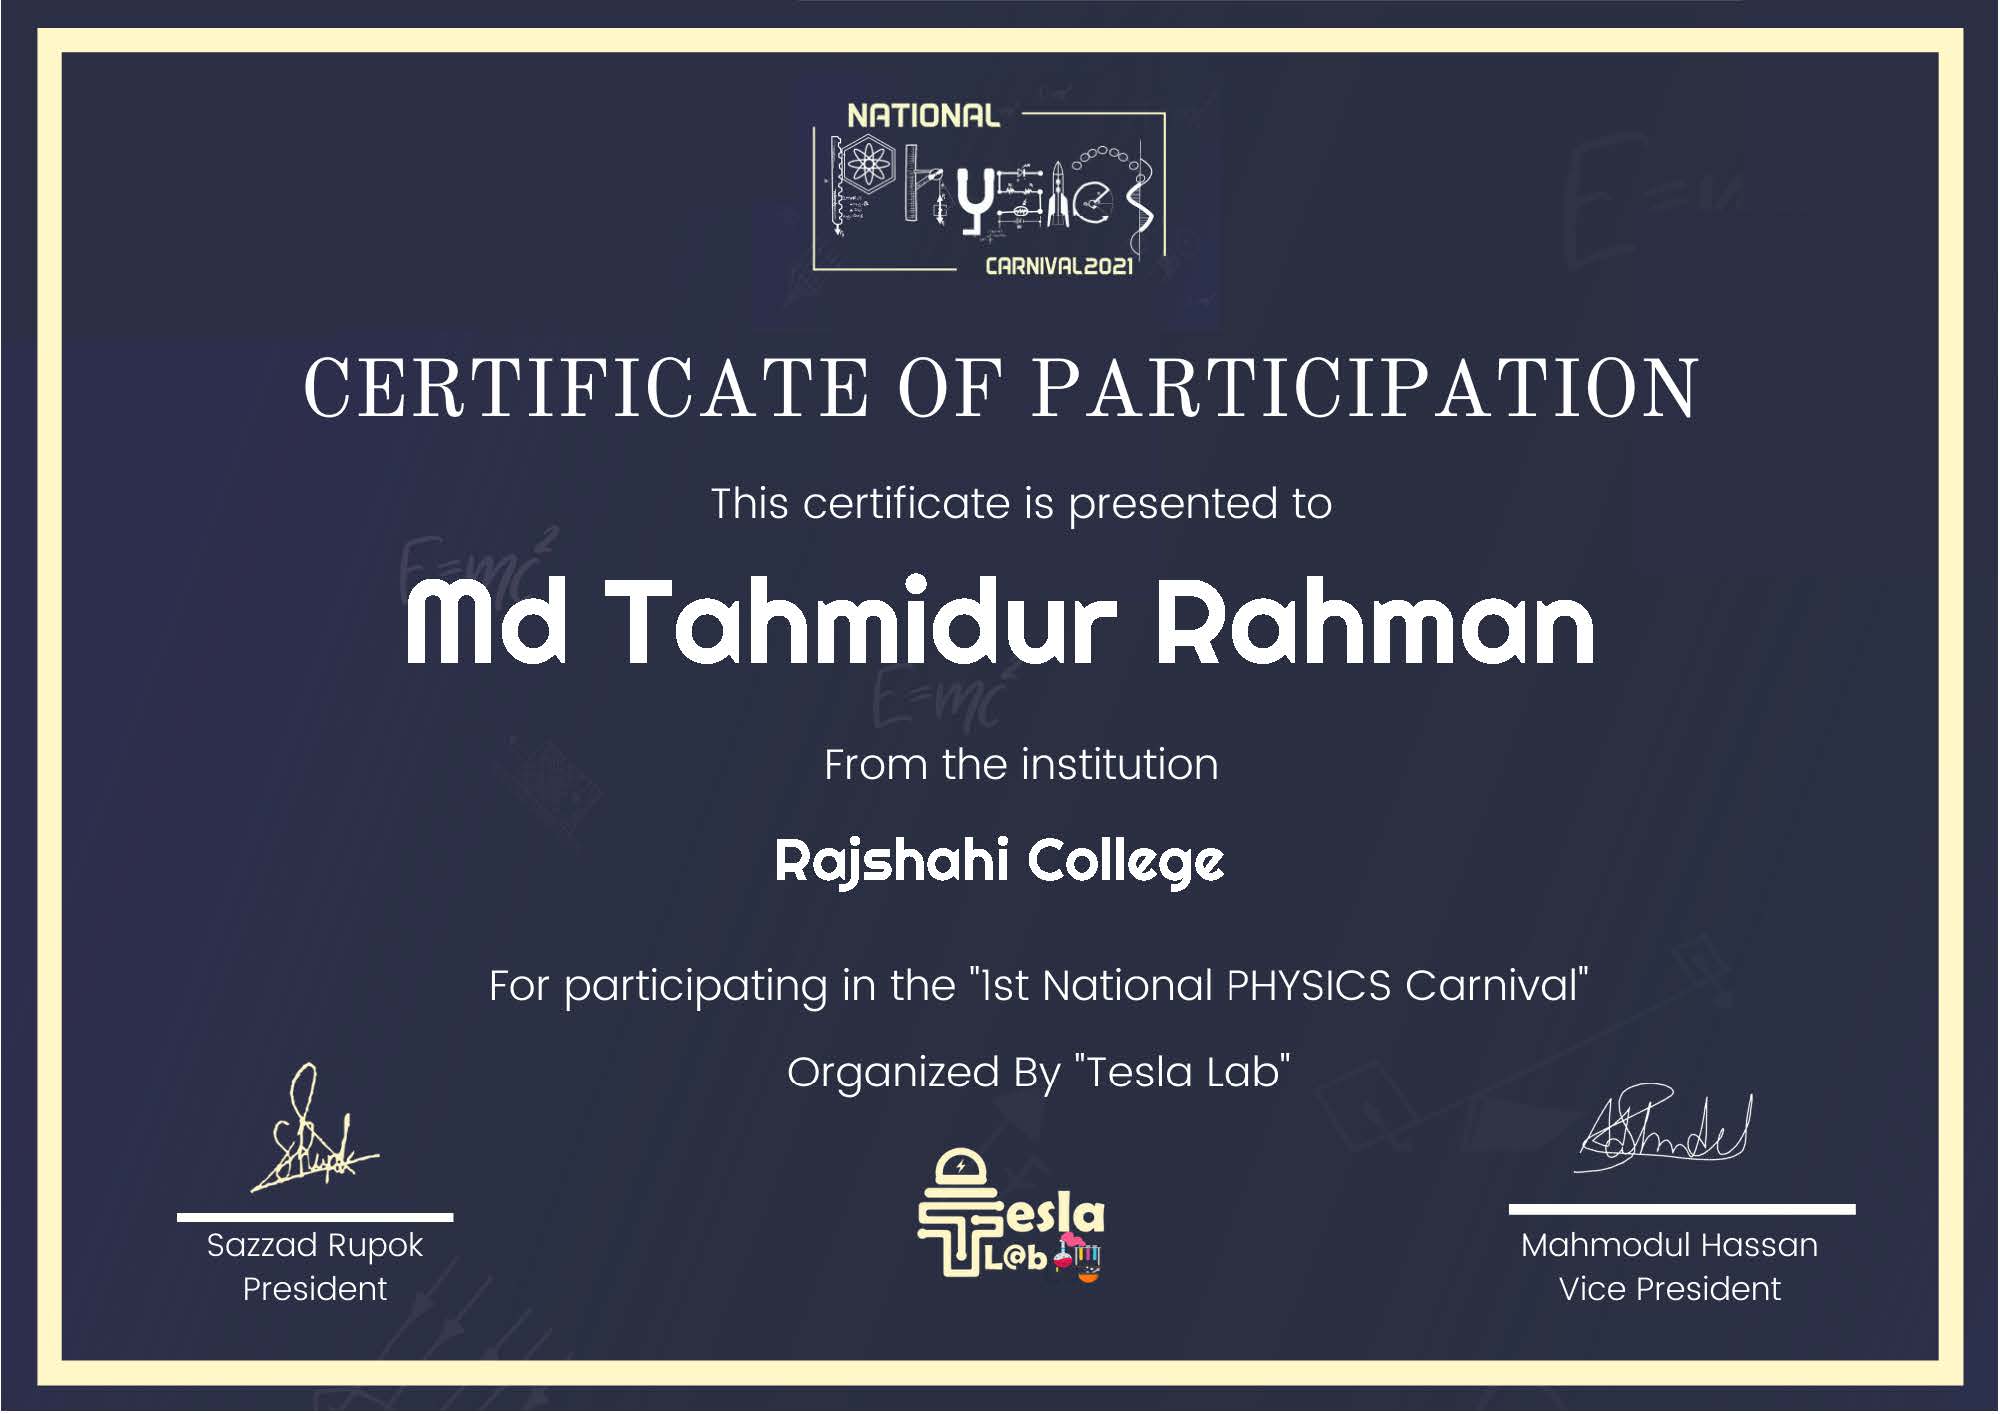 NATIONAL
Physics
CARNIVAL2021
CERTIFICATE OF PARTICIPATION
This certificate is presented to
E=mc²
Md Tahmidur Rahman
E=mc²
From the institution
Rajshahi College
For participating in the "1st National PHYSICS Carnival"
Organized By "Tesla Lab"
Tesla
L@b
Sazzad Rupok
President
Mahmodul Hassan
Vice President